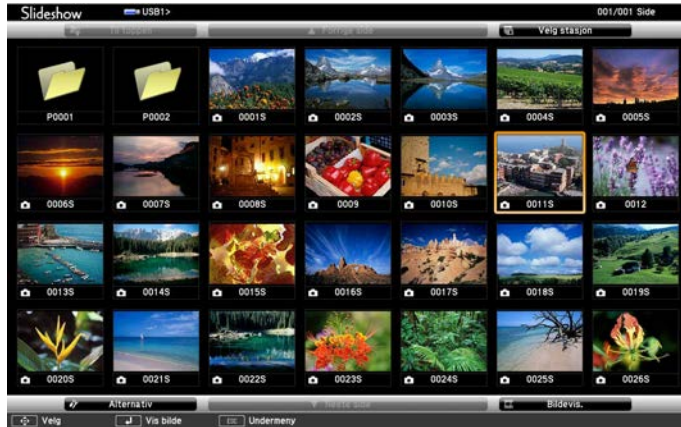 Slideshow USB1> 001/001 Side
Til toppen Forrige side Velg stasjon
P0001 P0002 0001S 0002S 0003S 0004S 0005S
0006S 0007S 0008S 0009 0010S 0011S 0012
0013S 0014S 0015S 0016S 0017S 0018S 0019S
0020S 0021S 0022S 0023S 0024S 0025S 0026S
Alternativ Neste side Bildevis.
Velg Vis bilde Esc Undermeny